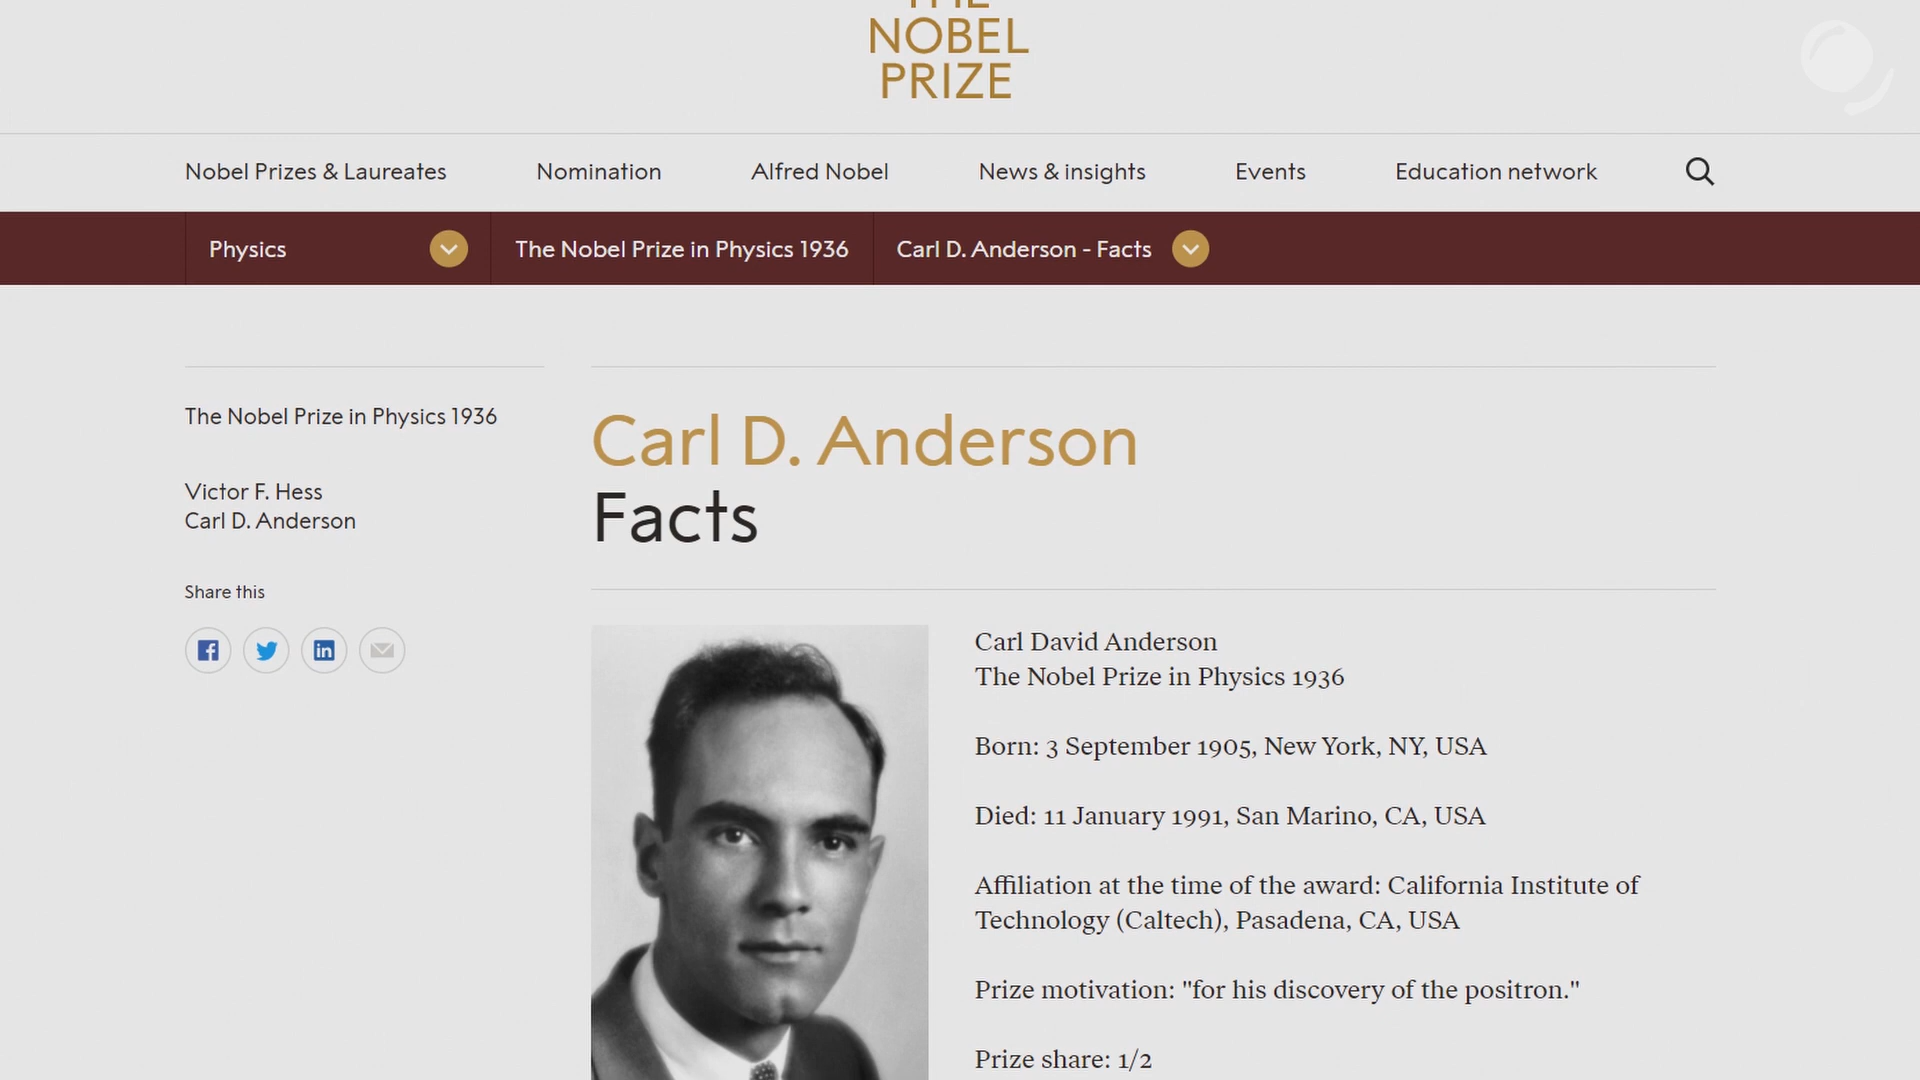 THE
NOBEL
PRIZE
Nobel Prizes & Laureates
Nomination
Alfred Nobel
News & insights
Events
Education network
Physics
The Nobel Prize in Physics 1936
Carl D. Anderson - Facts
The Nobel Prize in Physics 1936
Victor F. Hess
Carl D. Anderson
Share this
Carl D. Anderson
Facts
Carl David Anderson
The Nobel Prize in Physics 1936
Born: 3 September 1905, New York, NY, USA
Died: 11 January 1991, San Marino, CA, USA
Affiliation at the time of the award: California Institute of
Technology (Caltech), Pasadena, CA, USA
Prize motivation: "for his discovery of the positron."
Prize share: 1/2